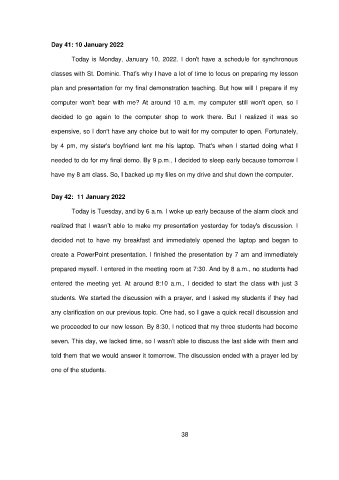 Day 41: 10 January 2022
Today is Monday, January 10, 2022. I don't have a schedule for synchronous
classes with St. Dominic. That's why I have a lot of time to focus on preparing my lesson
plan and presentation for my final demonstration teaching. But how will I prepare if my
computer won't bear with me? At around 10 a.m. my computer still won't open, so I
decided to go again to the computer shop to work there. But I realized it was so
expensive, so I don't have any choice but to wait for my computer to open. Fortunately,
by 4 pm, my sister's boyfriend lent me his laptop. That's when I started doing what I
needed to do for my final demo. By 9 p.m., I decided to sleep early because tomorrow I
have my 8 am class. So, I backed up my files on my drive and shut down the computer.
Day 42: 11 January 2022
Today is Tuesday, and by 6 a.m. I woke up early because of the alarm clock and
realized that I wasn't able to make my presentation yesterday for today's discussion. I
decided not to have my breakfast and immediately opened the laptop and began to
create a PowerPoint presentation. I finished the presentation by 7 am and immediately
prepared myself. I entered in the meeting room at 7:30. And by 8 a.m., no students had
entered the meeting yet. At around 8:10 a.m., I decided to start the class with just 3
students. We started the discussion with a prayer, and I asked my students if they had
any clarification on our previous topic. One had, so I gave a quick recall discussion and
we proceeded to our new lesson. By 8:30, I noticed that my three students had become
seven. This day, we lacked time, so I wasn't able to discuss the last slide with them and
told them that we would answer it tomorrow. The discussion ended with a prayer led by
one of the students.
38